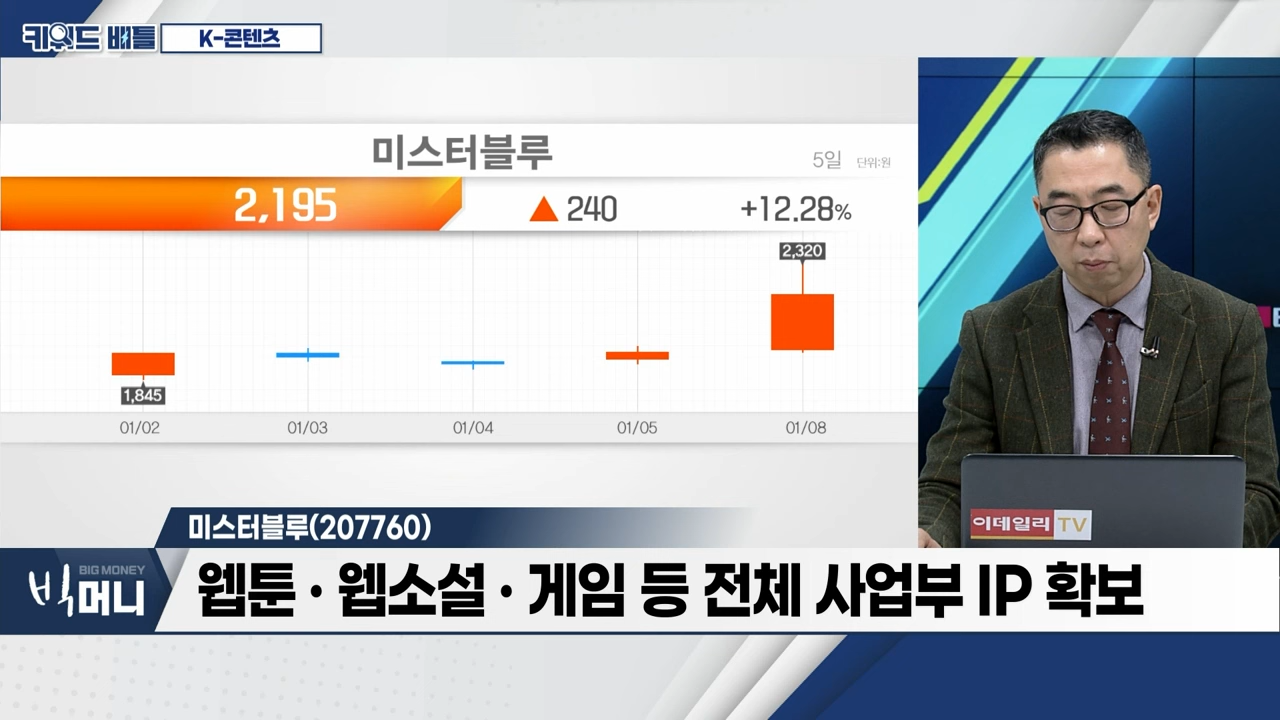 키워드 배틀
K-콘텐츠
미스터블루
5일 단위:원
2,195 ▲ 240 +12.28%
2,320
1,845
01/02 01/03 01/04 01/05 01/08
이데일리 TV
미스터블루(207760)
BIG MONEY
빅머니
웹툰·웹소설·게임 등 전체 사업부 IP 확보